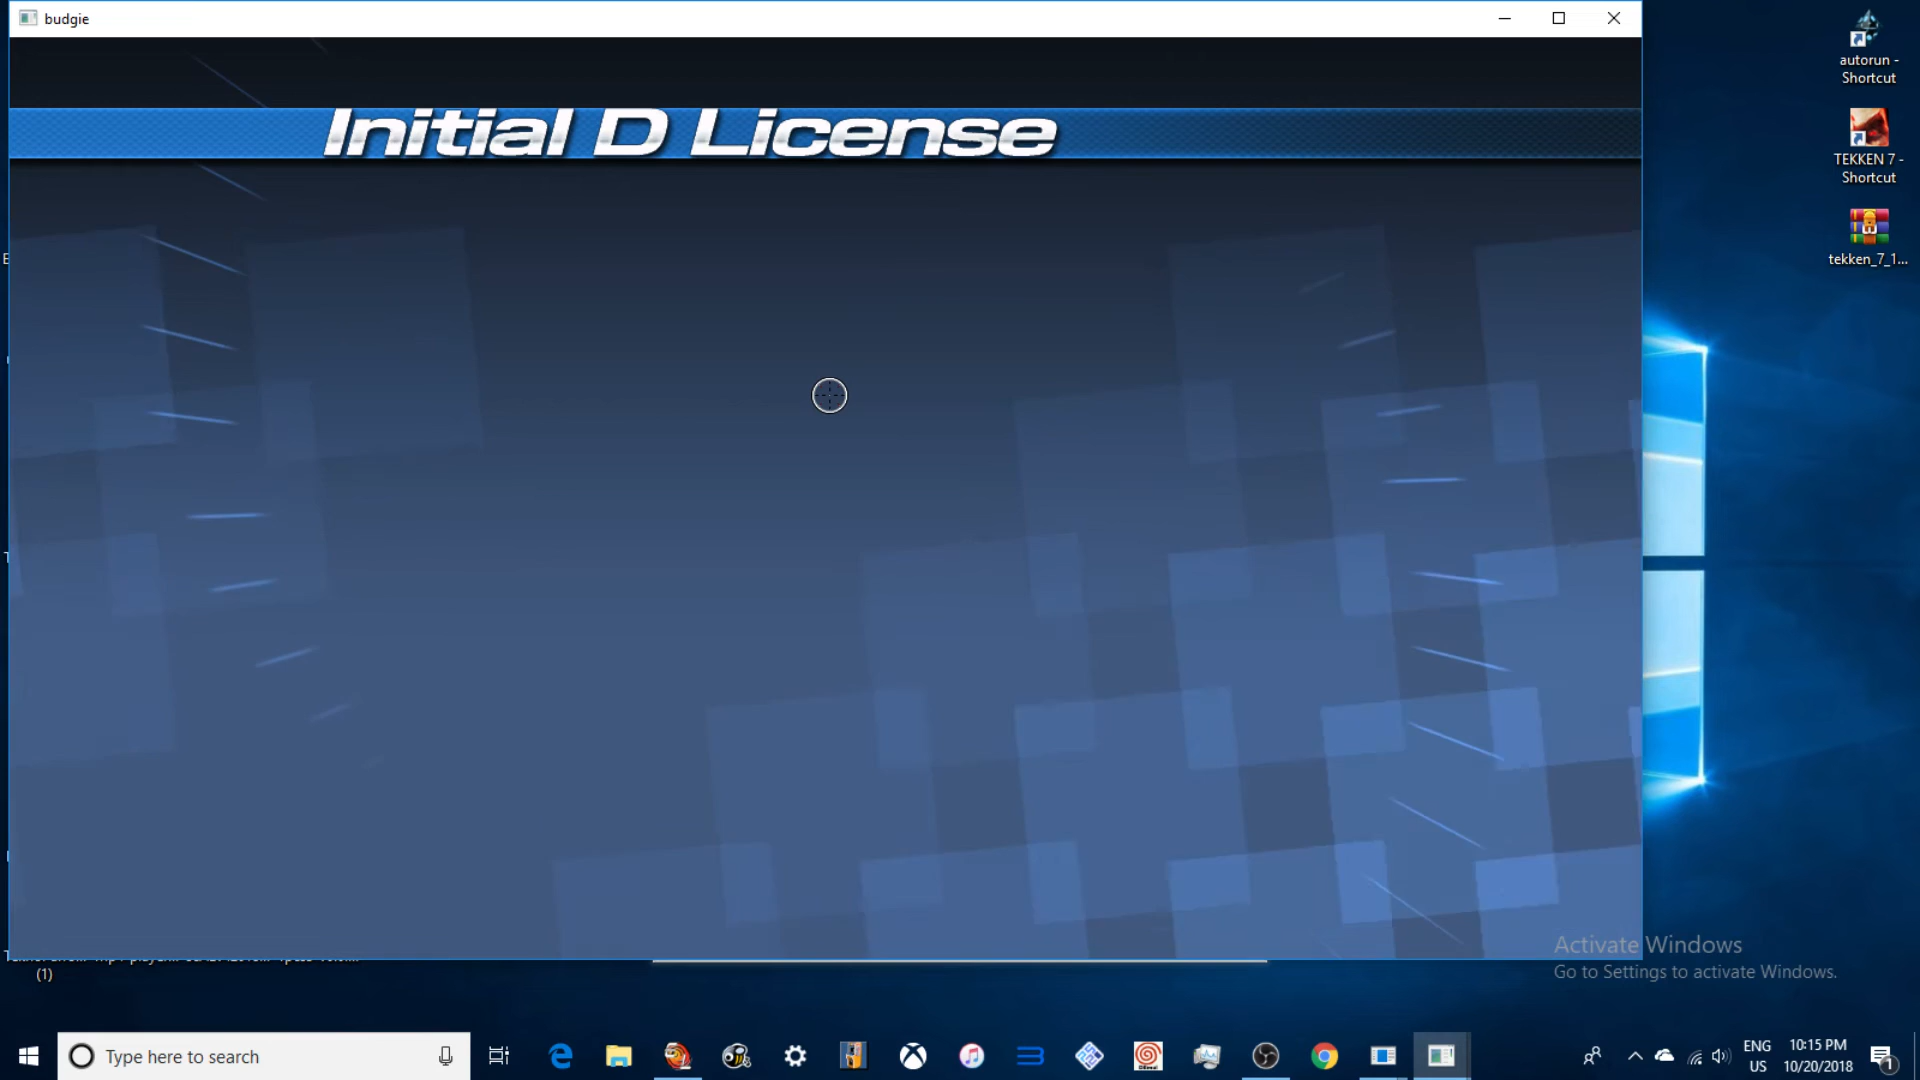 budgie
Initial D License
autorun -
Shortcut
TEKKEN 7 -
Shortcut
tekken_7_1...
(1)
Activate Windows
Go to Settings to activate Windows.
Type here to search
ENG
US
10:15 PM
10/20/2018
1